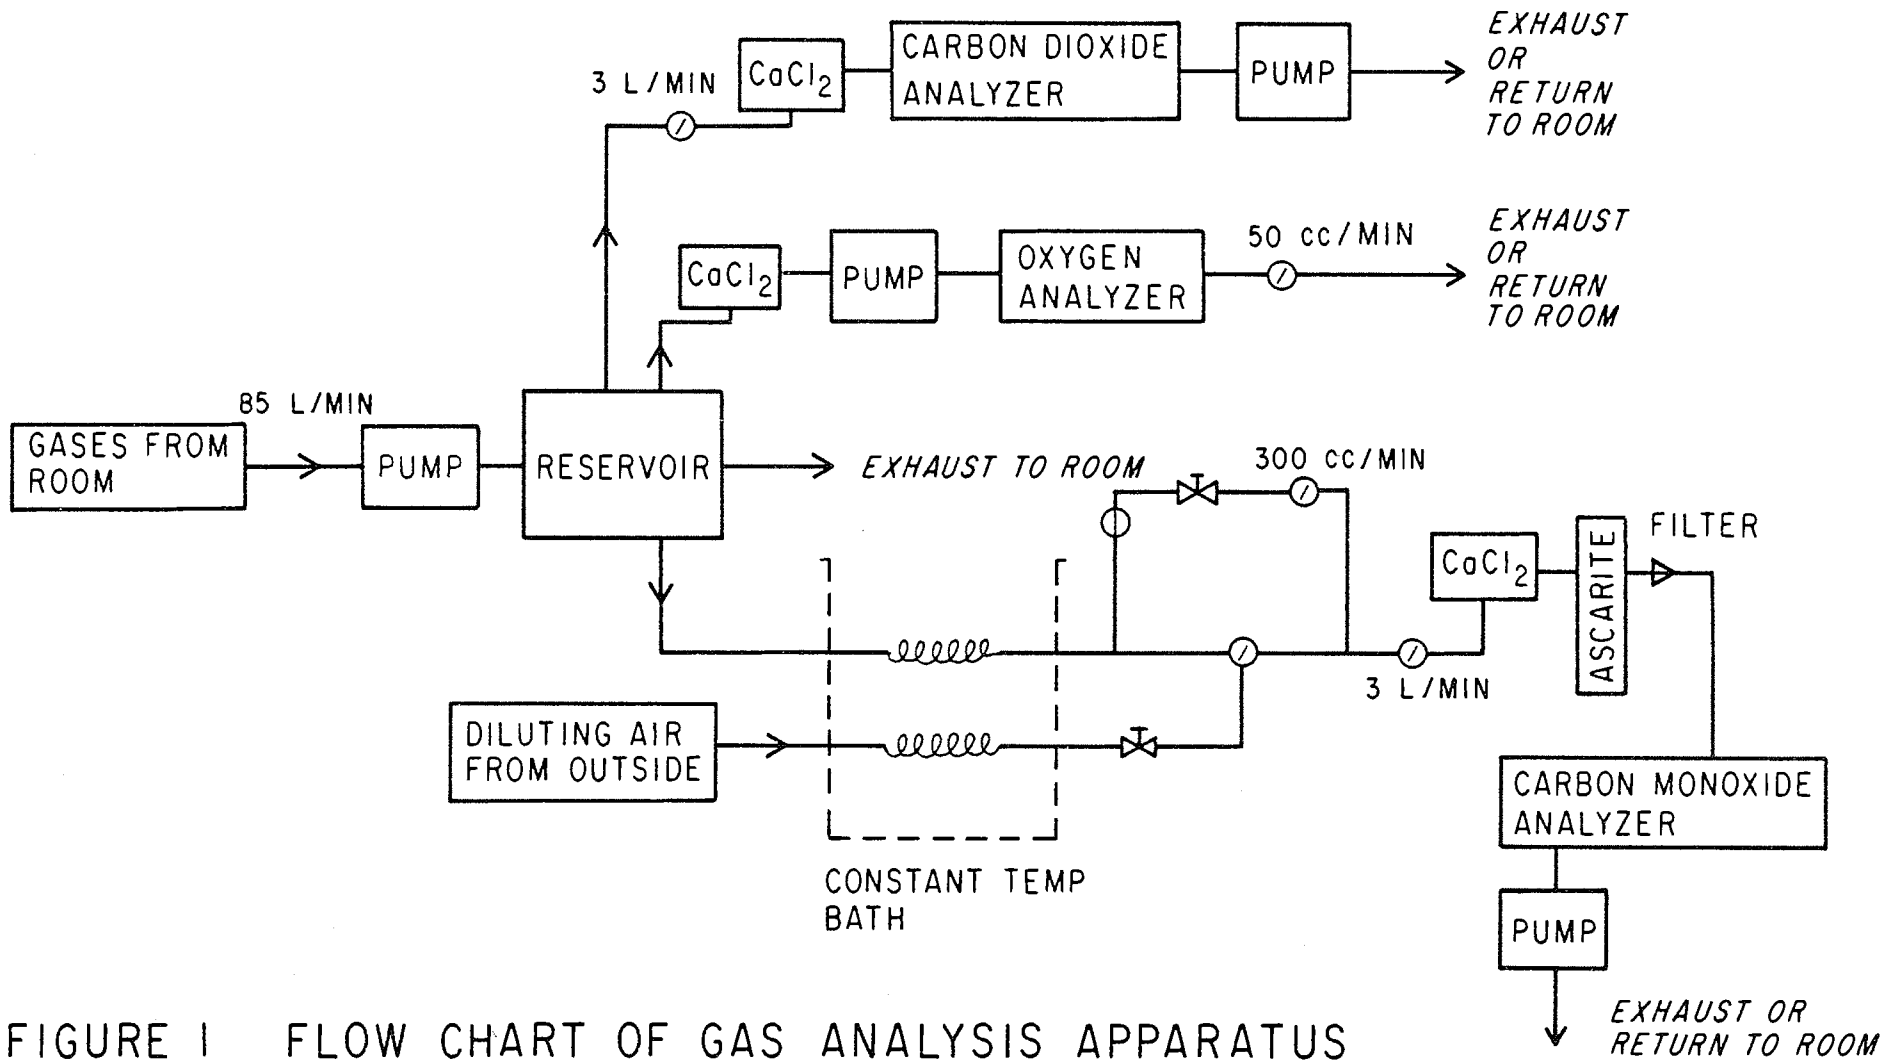 3 L/MIN
CaCl2
CARBON DIOXIDE
ANALYZER
PUMP
EXHAUST
OR
RETURN
TO ROOM
CaCl2
PUMP
OXYGEN
ANALYZER
50 cc/MIN
EXHAUST
OR
RETURN
TO ROOM
85 L/MIN
GASES FROM
ROOM
PUMP
RESERVOIR
EXHAUST TO ROOM
300 cc/MIN
CaCl2
ASCARITE
FILTER
3 L/MIN
DILUTING AIR
FROM OUTSIDE
CONSTANT TEMP
BATH
CARBON MONOXIDE
ANALYZER
PUMP
EXHAUST OR
RETURN TO ROOM
FIGURE 1 FLOW CHART OF GAS ANALYSIS APPARATUS